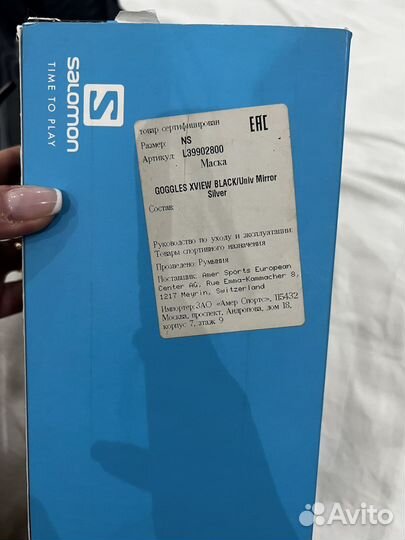 salomon
TIME TO PLAY
S
товар сертифицирован
EAC
Размер: NS
Артикул: L39902800
Маска
GOGGLES XVIEW BLACK/Univ Mirror
Silver
Состав:
Руководство по уходу и эксплуатации:
Товары спортивного назначения
Прозведено: Румыния
Поставщик: Amer Sports European
Center AG, Rue Emma-Kammacher 8,
1217 Meyrin, Switzerland
Импортер: ЗАО «Амер Спортс», 115432
Москва, проспект, Андропова, дом 18,
корпус 7, этаж 9
Avito